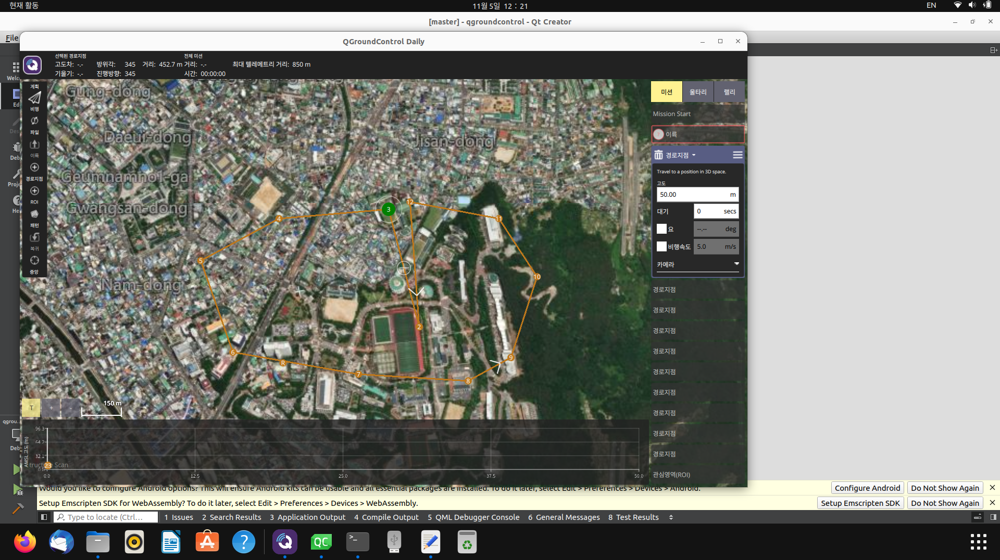 현재 활동
11월 5일 12 : 21
EN
[master] - qgroundcontrol - Qt Creator
File
QGroundControl Daily
선택된 경로지점
전체 미션
고도차: -.-
방위각: 345
거리: 452.7 m
거리: -.-
최대 텔레메트리 거리: 850 m
기울기: -.-
진행방향: 345
시간: 00:00:00
계획
비행
파일
이륙
경로지점
ROI
패턴
복귀
중앙
Gung-dong
Daeui-dong
Geumnamno1-ga
Gwangsan-dong
Nam-dong
Jisan-dong
3
12
4
11
5
10
2
6
R
7
8
9
T
+
-
150 m
미션
울타리
랠리
Mission Start
?
이륙
경로지점
Travel to a position in 3D space.
고도
50.00 m
대기
0 secs
요
--.-- deg
비행속도
5.0 m/s
카메라
경로지점
경로지점
경로지점
경로지점
경로지점
경로지점
경로지점
경로지점
경로지점
관심영역(ROI)
AMSL 고도 (m)
96.3
64.2
32.1
0.0
Scan
0.0
12.5
25.0
37.5
50.0
Would you like to configure Android options? This will ensure Android kits can be usable and all essential packages are installed. To do it later, select Edit > Preferences > Devices > Android.
Configure Android
Do Not Show Again
Setup Emscripten SDK for WebAssembly? To do it later, select Edit > Preferences > Devices > WebAssembly.
Setup Emscripten SDK
Do Not Show Again
Type to locate (Ctrl...
1 Issues
2 Search Results
3 Application Output
4 Compile Output
5 QML Debugger Console
6 General Messages
8 Test Results
Welc
Ed
Des
Deb
Proje
He
qgrou...
Deb
QC
>_
?